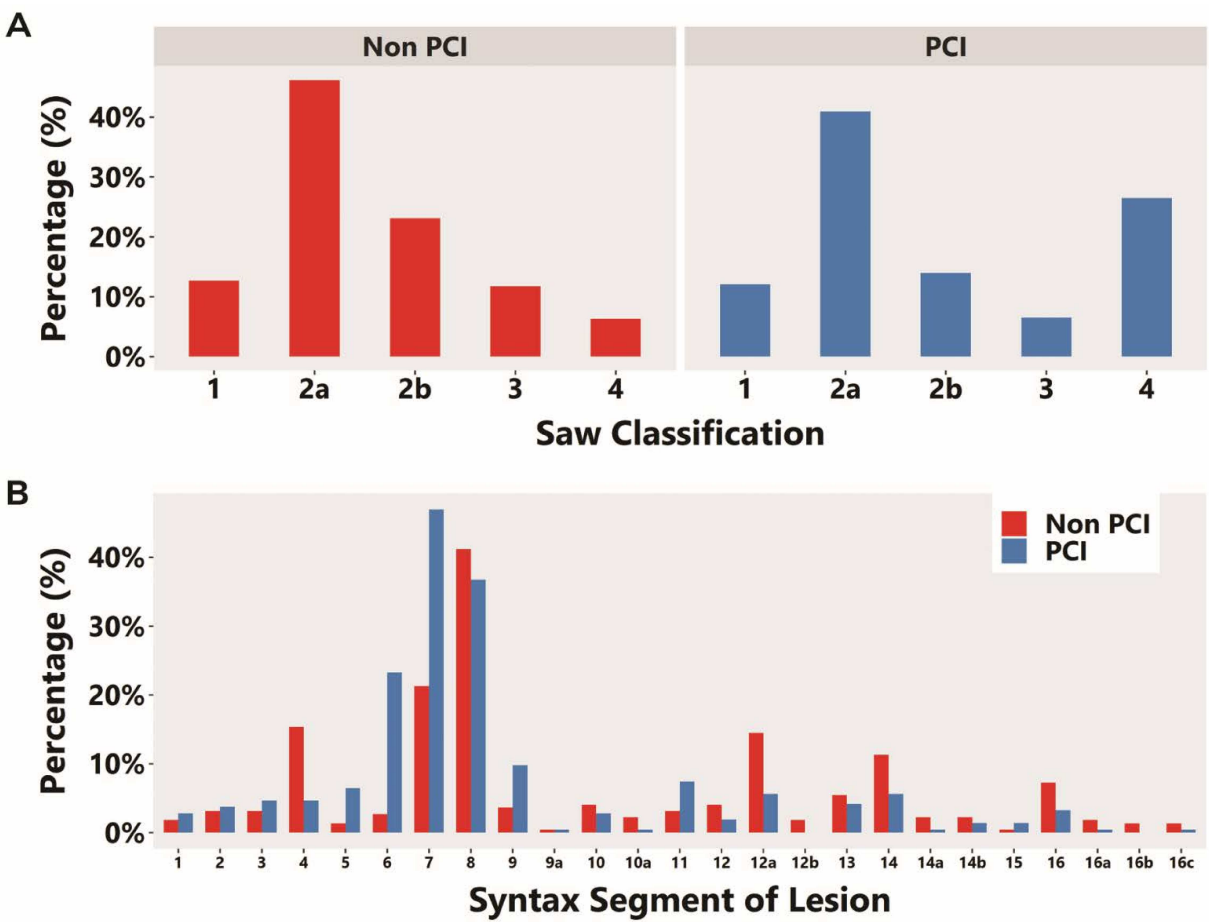 A
Non PCI PCI
Percentage (%)
40%
30%
20%
10%
0%
1 2a 2b 3 4 1 2a 2b 3 4
Saw Classification
B
Non PCI
PCI
Percentage (%)
40%
30%
20%
10%
0%
1 2 3 4 5 6 7 8 9 9a 10 10a 11 12 12a 12b 13 14 14a 14b 15 16 16a 16b 16c
Syntax Segment of Lesion